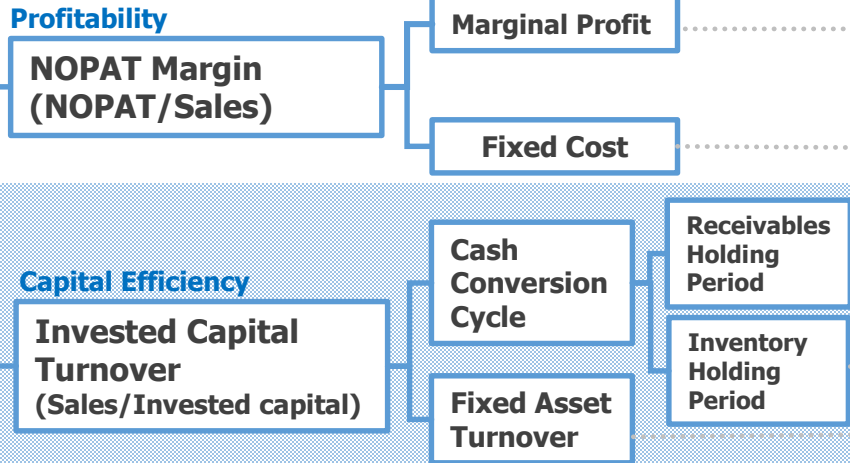 Profitability
NOPAT Margin
(NOPAT/Sales)
Marginal Profit
Fixed Cost
Capital Efficiency
Invested Capital
Turnover
(Sales/Invested capital)
Cash
Conversion
Cycle
Fixed Asset
Turnover
Receivables
Holding
Period
Inventory
Holding
Period